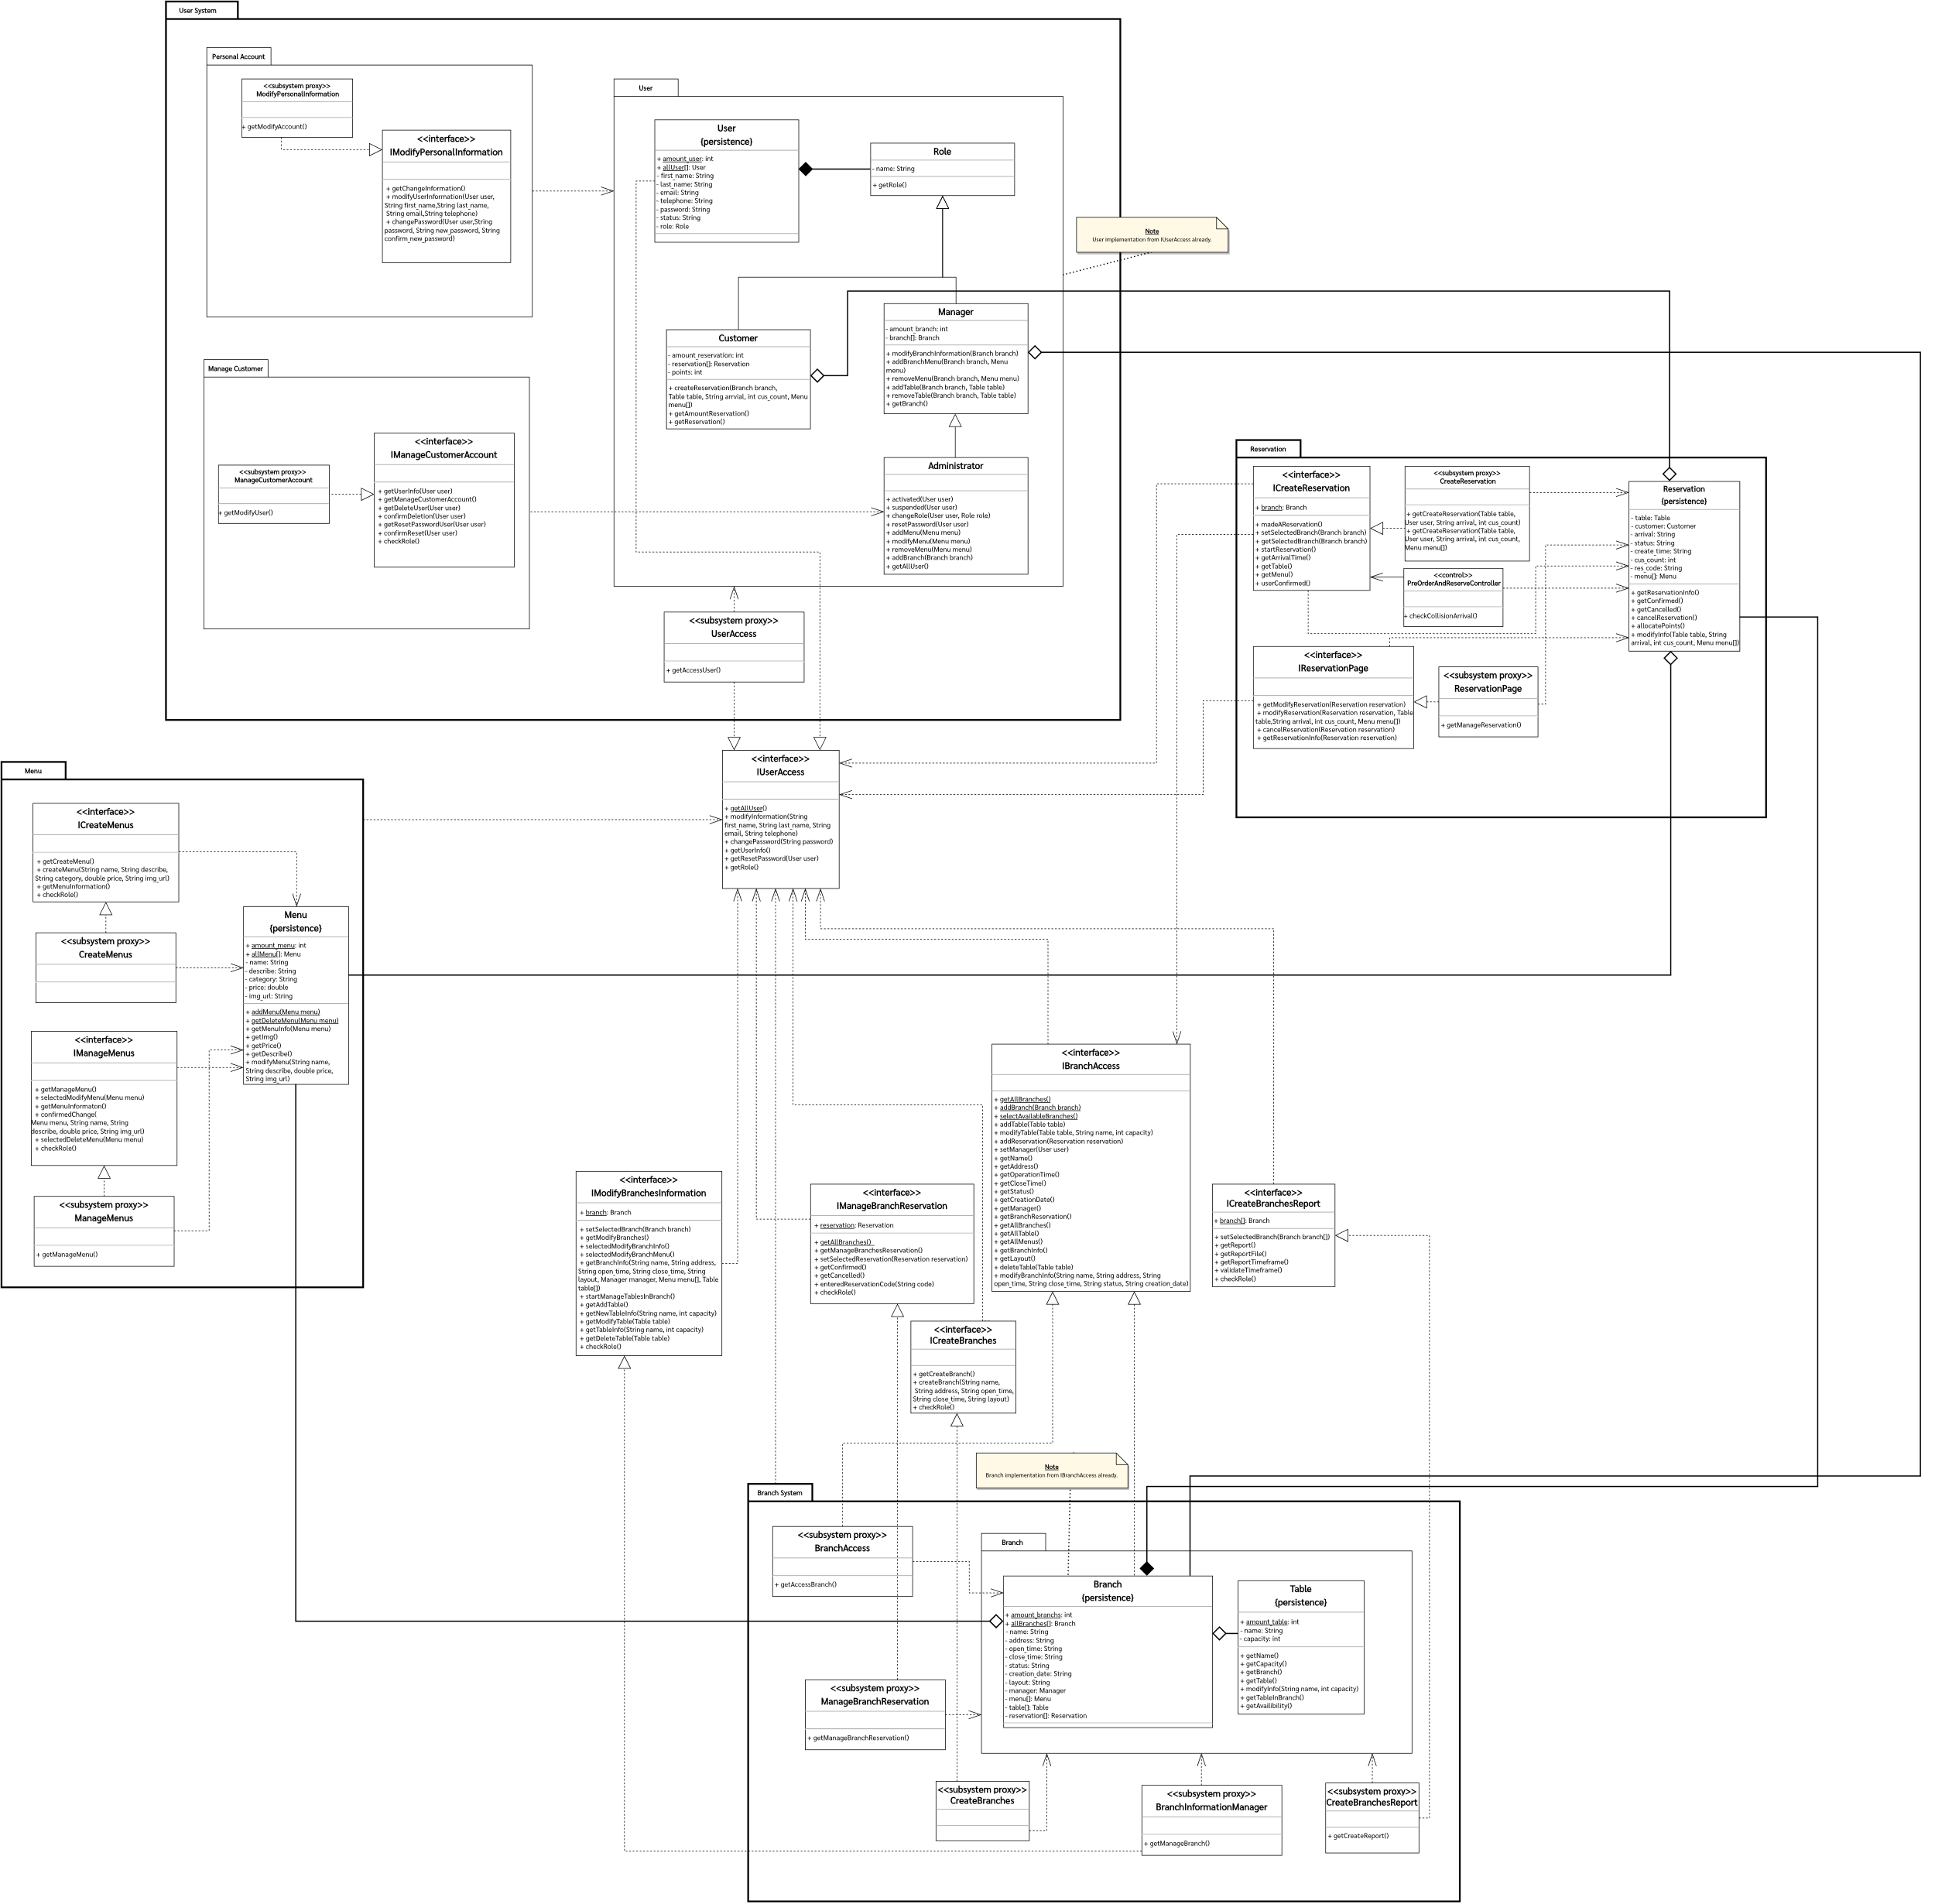 User System
Personal Account
<<subsystem proxy>>
ModifyPersonalInformation
+ getModifyAccount()
<<interface>>
IModifyPersonalInformation
+ getChangeInformation()
+ modifyUserInformation(User user,
String first_name,String last_name,
String email,String telephone)
+ changePassword(User user,String
password, String new_password, String
confirm_new_password)
User
User
{persistence}
+ amount_user: int
+ allUser[]: User
- first_name: String
- last_name: String
- email: String
- telephone: String
- password: String
- status: String
- role: Role
Role
- name: String
+ getRole()
Note
User implementation from IUserAccess already.
Customer
- amount_reservation: int
- reservation[]: Reservation
- points: int
+ createReservation(Branch branch,
Table table, String arrvial, int cus_count, Menu
menu[])
+ getAmountReservation()
+ getReservation()
Manager
- amount_branch: int
- branch[]: Branch
+ modifyBranchInformation(Branch branch)
+ addBranchMenu(Branch branch, Menu
menu)
+ removeMenu(Branch branch, Menu menu)
+ addTable(Branch branch, Table table)
+ removeTable(Branch branch, Table table)
+ getBranch()
Manage Customer
<<subsystem proxy>>
ManageCustomerAccount
+ getModifyUser()
<<interface>>
IManageCustomerAccount
+ getUserInfo(User user)
+ getManageCustomerAccount()
+ getDeleteUser(User user)
+ confirmDeletion(User user)
+ getResetPasswordUser(User user)
+ confirmReset(User user)
+ checkRole()
Administrator
+ activated(User user)
+ suspended(User user)
+ changeRole(User user, Role role)
+ resetPassword(User user)
+ addMenu(Menu menu)
+ modifyMenu(Menu menu)
+ removeMenu(Menu menu)
+ addBranch(Branch branch)
+ getAllUser()
<<subsystem proxy>>
UserAccess
+ getAccessUser()
Reservation
<<interface>>
ICreateReservation
+ branch: Branch
+ madeAReservation()
+ setSelectedBranch(Branch branch)
+ getSelectedBranch(Branch branch)
+ startReservation()
+ getArrivalTime()
+ getTable()
+ getMenu()
+ userConfirmed()
<<subsystem proxy>>
CreateReservation
+ getCreateReservation(Table table,
User user, String arrival, int cus_count)
+ getCreateReservation(Table table,
User user, String arrival, int cus_count,
Menu menu[])
<<control>>
PreOrderAndReserveController
+ checkCollisionArrival()
Reservation
{persistence}
- table: Table
- customer: Customer
- arrival: String
- status: String
- create_time: String
- cus_count: int
- res_code: String
- menu[]: Menu
+ getReservationInfo()
+ getConfirmed()
+ getCancelled()
+ cancelReservation()
+ allocatePoints()
+ modifyInfo(Table table, String
arrival, int cus_count, Menu menu[])
<<interface>>
IReservationPage
+ getModifyReservation(Reservation reservation)
+ modifyReservation(Reservation reservation, Table
table,String arrival, int cus_count, Menu menu[])
+ cancelReservation(Reservation reservation)
+ getReservationInfo(Reservation reservation)
<<subsystem proxy>>
ReservationPage
+ getManageReservation()
<<interface>>
IUserAccess
+ getAllUser()
+ modifyInformation(String
first_name, String last_name, String
email, String telephone)
+ changePassword(String password)
+ getUserInfo()
+ getResetPassword(User user)
+ getRole()
Menu
<<interface>>
ICreateMenus
+ getCreateMenu()
+ createMenu(String name, String describe,
String category, double price, String img_url)
+ getMenuInformation()
+ checkRole()
<<subsystem proxy>>
CreateMenus
Menu
{persistence}
+ amount_menu: int
+ allMenu[]: Menu
- name: String
- describe: String
- category: String
- price: double
- img_url: String
+ addMenu(Menu menu)
+ getDeleteMenu(Menu menu)
+ getMenuInfo(Menu menu)
+ getImg()
+ getPrice()
+ getDescribe()
+ modifyMenu(String name,
String describe, double price,
String img_url)
<<interface>>
IManageMenus
+ getManageMenu()
+ selectedModifyMenu(Menu menu)
+ getMenuInformaton()
+ confirmedChange(
Menu menu, String name, String
describe, double price, String img_url)
+ selectedDeleteMenu(Menu menu)
+ checkRole()
<<subsystem proxy>>
ManageMenus
+ getManageMenu()
<<interface>>
IBranchAccess
+ getAllBranches()
+ addBranch(Branch branch)
+ selectAvailableBranches()
+ addTable(Table table)
+ modifyTable(Table table, String name, int capacity)
+ addReservation(Reservation reservation)
+ setManager(User user)
+ getName()
+ getAddress()
+ getOperationTime()
+ getCloseTime()
+ getStatus()
+ getCreationDate()
+ getManager()
+ getBranchReservation()
+ getAllBranches()
+ getAllTable()
+ getAllMenus()
+ getBranchInfo()
+ getLayout()
+ deleteTable(Table table)
+ modifyBranchInfo(String name, String address, String
open_time, String close_time, String status, String creation_date)
<<interface>>
IModifyBranchesInformation
+ branch: Branch
+ setSelectedBranch(Branch branch)
+ getModifyBranches()
+ selectedModifyBranchInfo()
+ selectedModifyBranchMenu()
+ getBranchInfo(String name, String address,
String open_time, String close_time, String
layout, Manager manager, Menu menu[], Table
table[])
+ startManageTablesInBranch()
+ getAddTable()
+ getNewTableInfo(String name, int capacity)
+ getModifyTable(Table table)
+ getTableInfo(String name, int capacity)
+ getDeleteTable(Table table)
+ checkRole()
<<interface>>
IManageBranchReservation
+ reservation: Reservation
+ getAllBranches()
+ getManageBranchesReservation()
+ setSelectedReservation(Reservation reservation)
+ getConfirmed()
+ getCancelled()
+ enteredReservationCode(String code)
+ checkRole()
<<interface>>
ICreateBranchesReport
+ branch[]: Branch
+ setSelectedBranch(Branch branch[])
+ getReport()
+ getReportFile()
+ getReportTimeframe()
+ validateTimeframe()
+ checkRole()
<<interface>>
ICreateBranches
+ getCreateBranch()
+ createBranch(String name,
String address, String open_time,
String close_time, String layout)
+ checkRole()
Note
Branch implementation from IBranchAccess already.
Branch System
<<subsystem proxy>>
BranchAccess
+ getAccessBranch()
Branch
Branch
{persistence}
+ amount_branchs: int
+ allBranches[]: Branch
- name: String
- address: String
- open_time: String
- close_time: String
- status: String
- creation_date: String
- layout: String
- manager: Manager
- menu[]: Menu
- table[]: Table
- reservation[]: Reservation
Table
{persistence}
+ amount_table: int
- name: String
- capacity: int
+ getName()
+ getCapacity()
+ getBranch()
+ getTable()
+ modifyInfo(String name, int capacity)
+ getTableInBranch()
+ getAvailibility()
<<subsystem proxy>>
ManageBranchReservation
+ getManageBranchReservation()
<<subsystem proxy>>
CreateBranches
<<subsystem proxy>>
BranchInformationManager
+ getManageBranch()
<<subsystem proxy>>
CreateBranchesReport
+ getCreateReport()